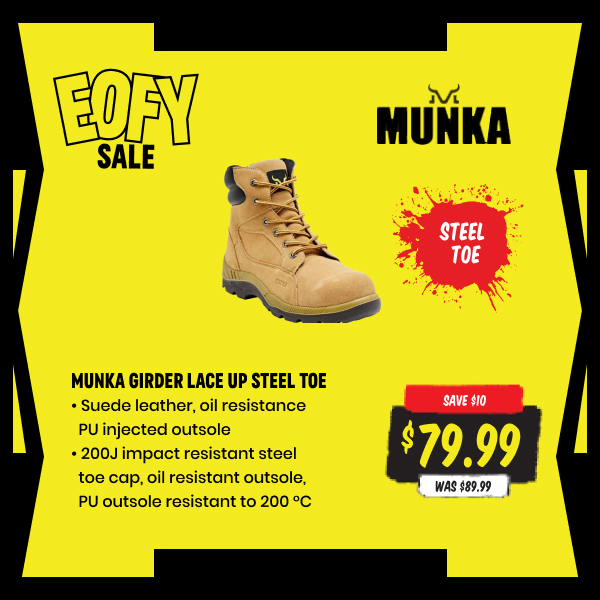 EOFY
SALE
MUNKA
STEEL
TOE
MUNKA GIRDER LACE UP STEEL TOE
• Suede leather, oil resistance
PU injected outsole
• 200J impact resistant steel
toe cap, oil resistant outsole,
PU outsole resistant to 200 °C
SAVE $10
$79.99
WAS $89.99